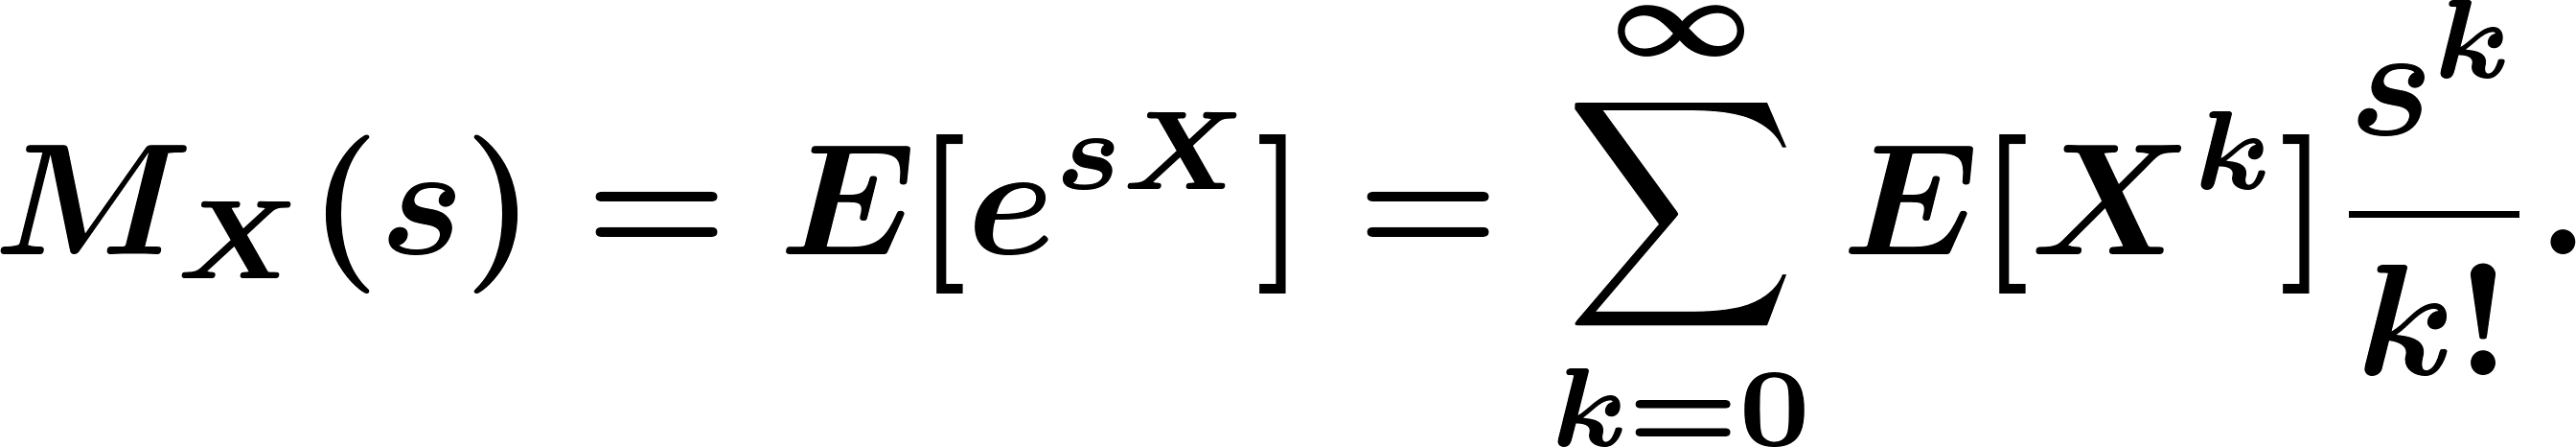 $M_X(s) = E[e^{sX}] = \sum_{k=0}^{\infty} E[X^k] \frac{s^k}{k!}.$